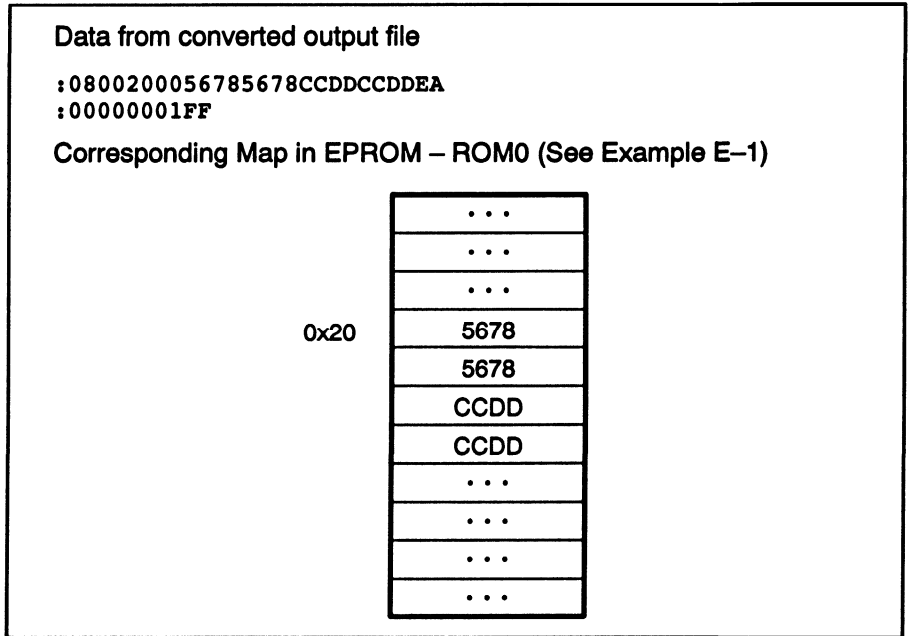 Data from converted output file
:0800200056785678CCDDCCDDEA
:00000001FF
Corresponding Map in EPROM – ROM0 (See Example E–1)
• • •
• • •
• • •
0x20 5678
5678
CCDD
CCDD
• • •
• • •
• • •
• • •